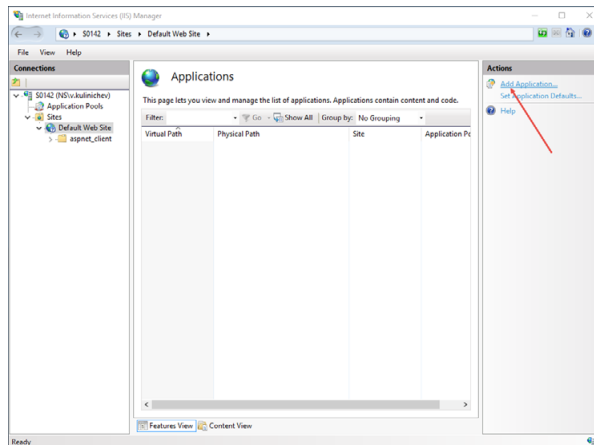 Internet Information Services (IIS) Manager
S0142 Sites Default Web Site
File View Help
Connections
S0142 (NS\v.kulinichev)
Application Pools
Sites
Default Web Site
aspnet_client
Applications
This page lets you view and manage the list of applications. Applications contain content and code.
Filter: Go Show All Group by: No Grouping
Virtual Path Physical Path Site Application Po
Features View Content View
Actions
Add Application...
Set Application Defaults...
Help
Ready